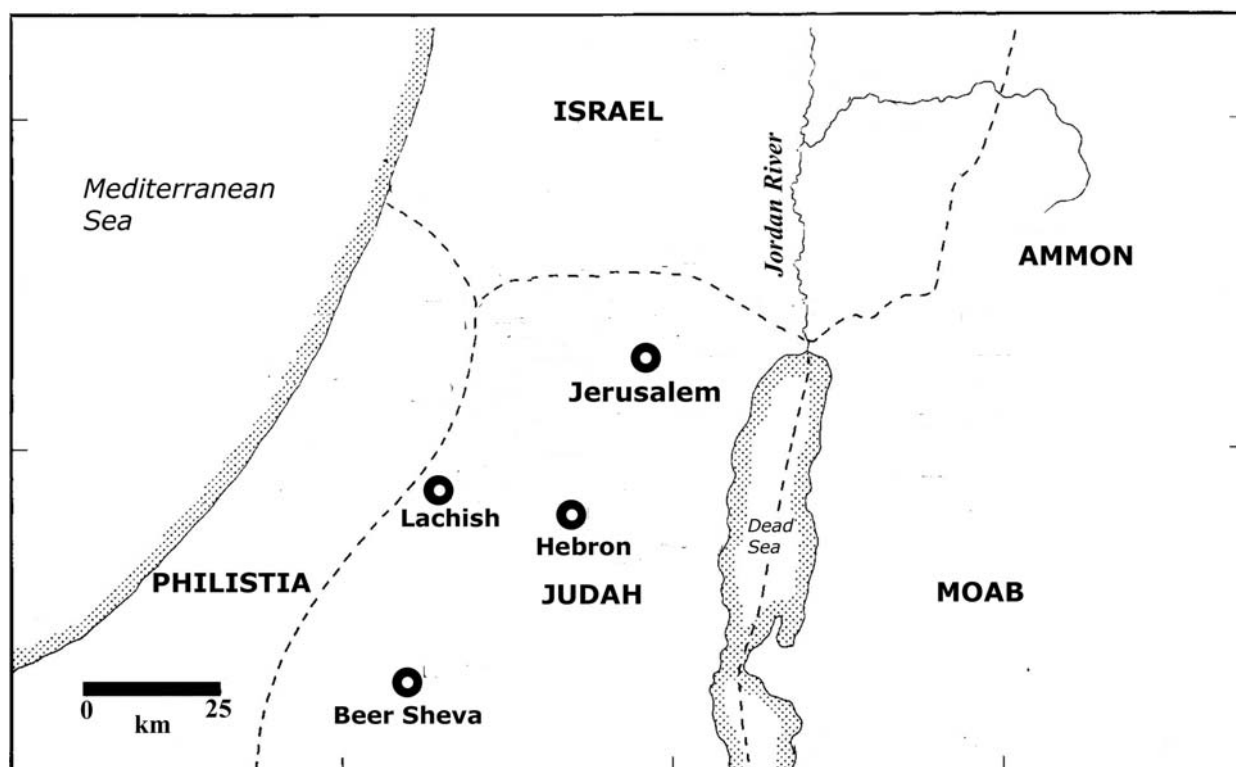 ISRAEL
Mediterranean
Sea
Jordan River
AMMON
Jerusalem
Lachish
Hebron
Dead
Sea
PHILISTIA
JUDAH
MOAB
0 25
km
Beer Sheva